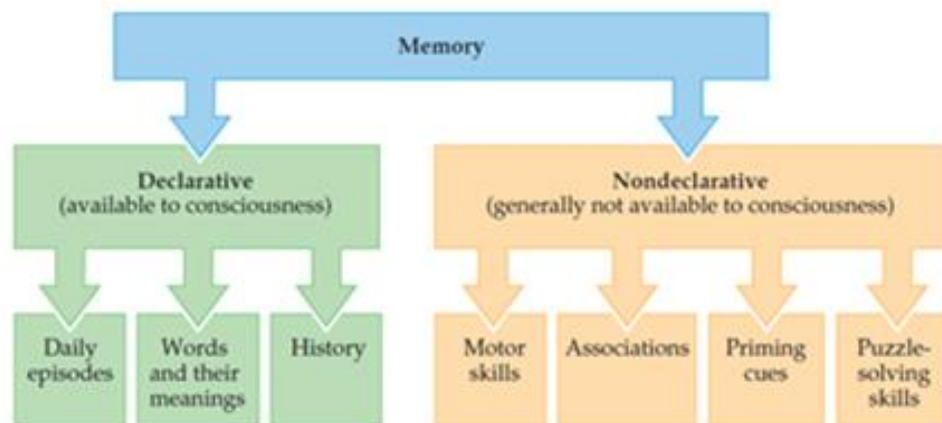 Memory
Declarative
(available to consciousness)
Nondeclarative
(generally not available to consciousness)
Daily
episodes
Words
and their
meanings
History
Motor
skills
Associations
Priming
cues
Puzzle-
solving
skills